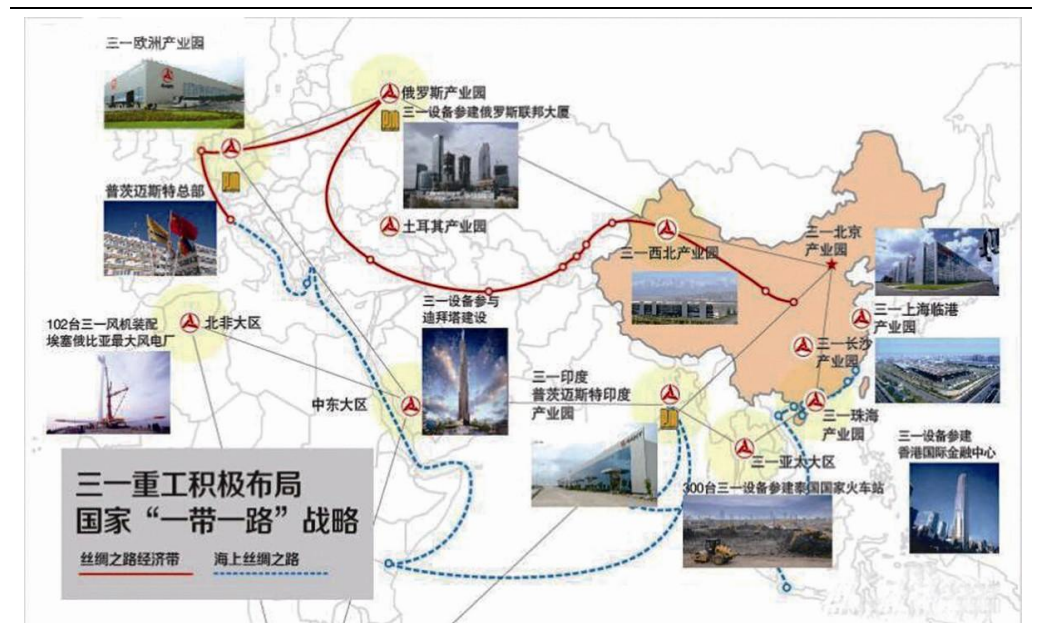 三一欧洲产业园
俄罗斯产业园
三一设备参建俄罗斯联邦大厦
普茨迈斯特总部
土耳其产业园
三一西北产业园
三一北京
产业园
三一上海临港
产业园
三一长沙
产业园
102台三一风机装配
埃塞俄比亚最大风电厂
北非大区
三一设备参与
迪拜塔建设
中东大区
三一印度
普茨迈斯特印度
产业园
三一珠海
产业园
三一亚太大区
三一设备参建
香港国际金融中心
300台三一设备参建泰国国家火车站
三一重工积极布局
国家“一带一路”战略
丝绸之路经济带
海上丝绸之路